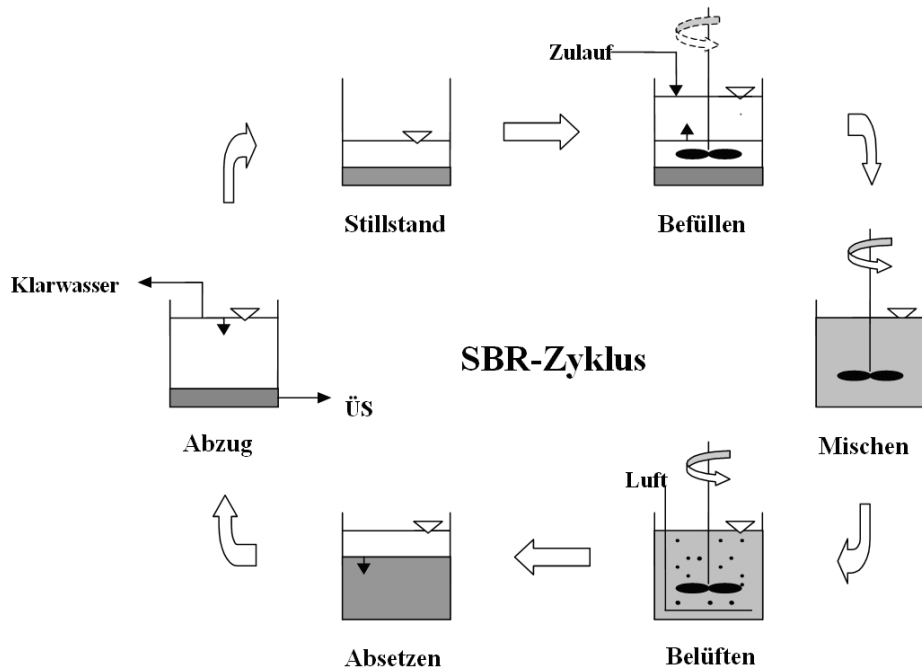 Zulauf
Stillstand
Befüllen
Klarwasser
SBR-Zyklus
ÜS
Abzug
Mischen
Luft
Absetzen
Belüften